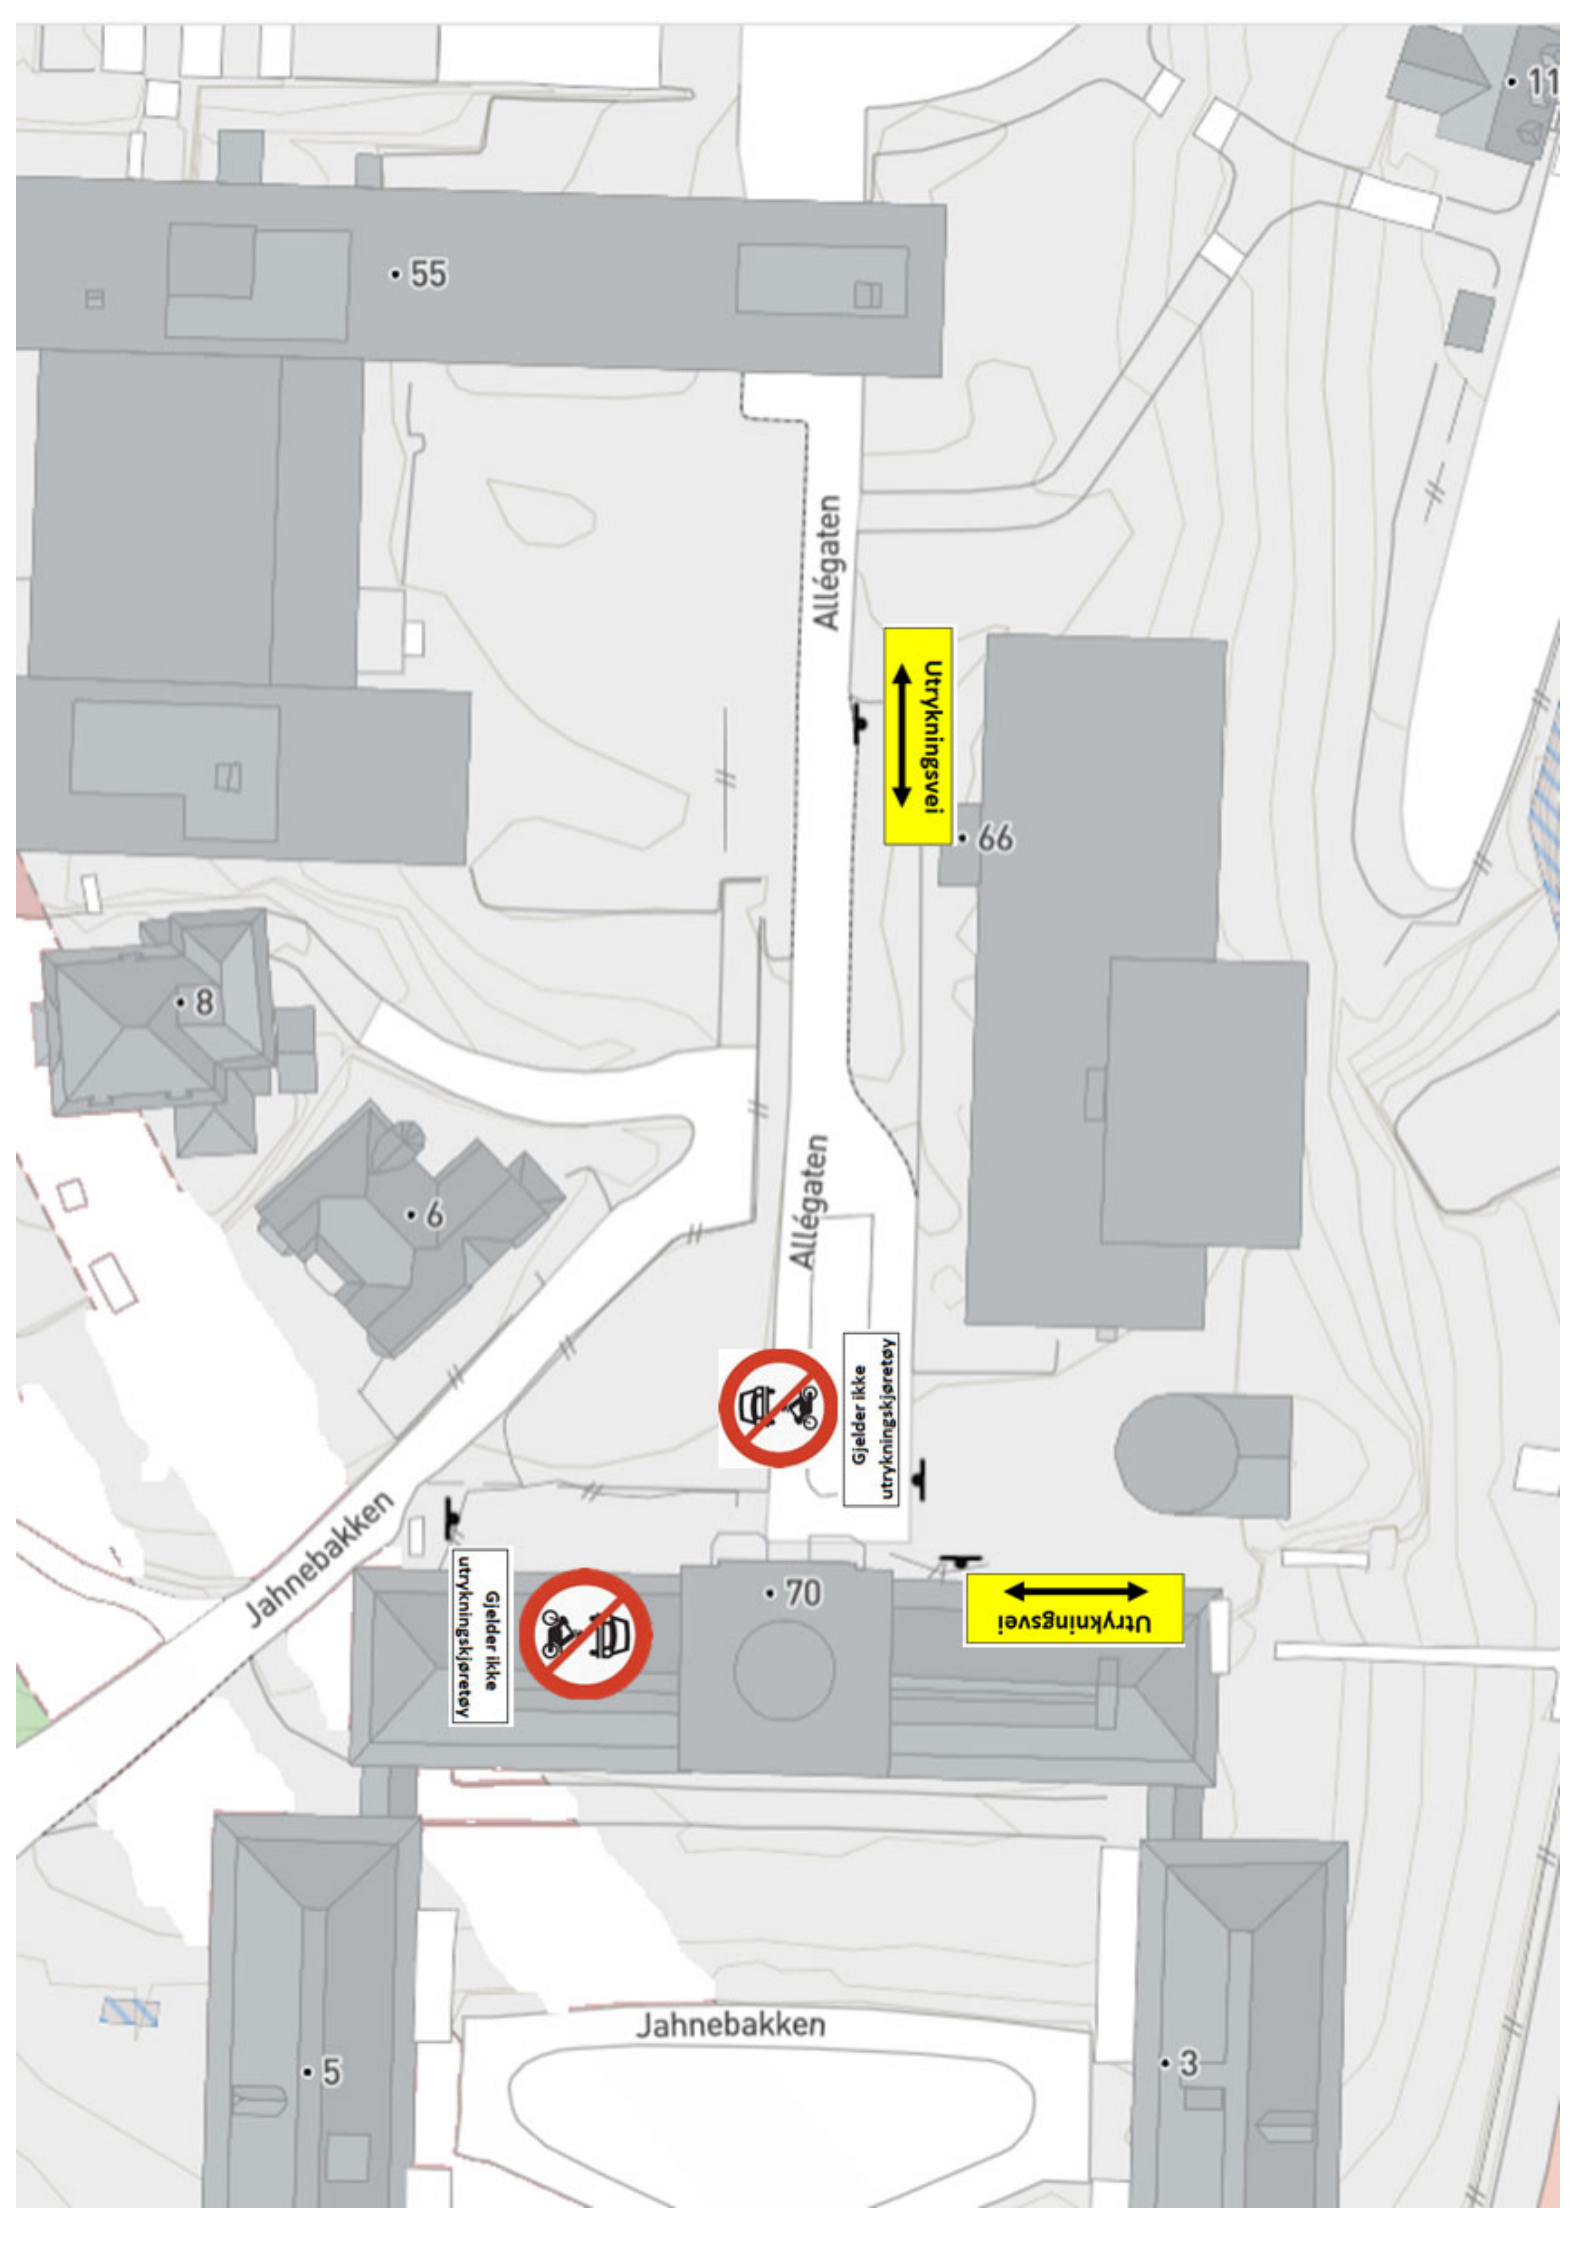 11
55
Allégaten
Utrykningsvei
66
8
Allégaten
6
Gjelder ikke
utrykningskjøretøy
Jahnebakken
Gjelder ikke
utrykningskjøretøy
70
Utrykningsvei
Jahnebakken
5
3